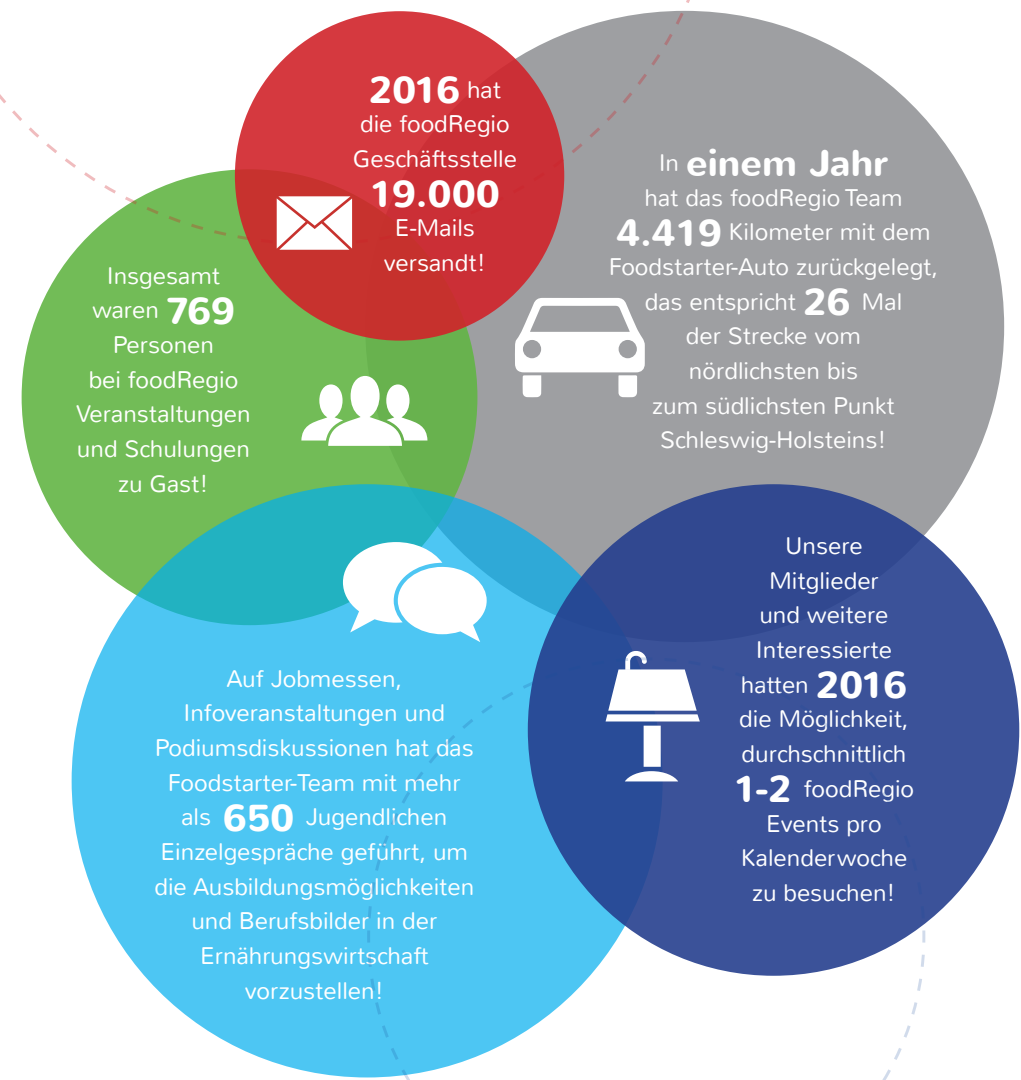 2016 hat
die foodRegio
Geschäftsstelle
19.000
E-Mails
versandt!
In einem Jahr
hat das foodRegio Team
4.419 Kilometer mit dem
Foodstarter-Auto zurückgelegt,
das entspricht 26 Mal
der Strecke vom
nördlichsten bis
zum südlichsten Punkt
Schleswig-Holsteins!
Insgesamt
waren 769
Personen
bei foodRegio
Veranstaltungen
und Schulungen
zu Gast!
Auf Jobmessen,
Infoveranstaltungen und
Podiumsdiskussionen hat das
Foodstarter-Team mit mehr
als 650 Jugendlichen
Einzelgespräche geführt, um
die Ausbildungsmöglichkeiten
und Berufsbilder in der
Ernährungswirtschaft
vorzustellen!
Unsere
Mitglieder
und weitere
Interessierte
hatten 2016
die Möglichkeit,
durchschnittlich
1-2 foodRegio
Events pro
Kalenderwoche
zu besuchen!